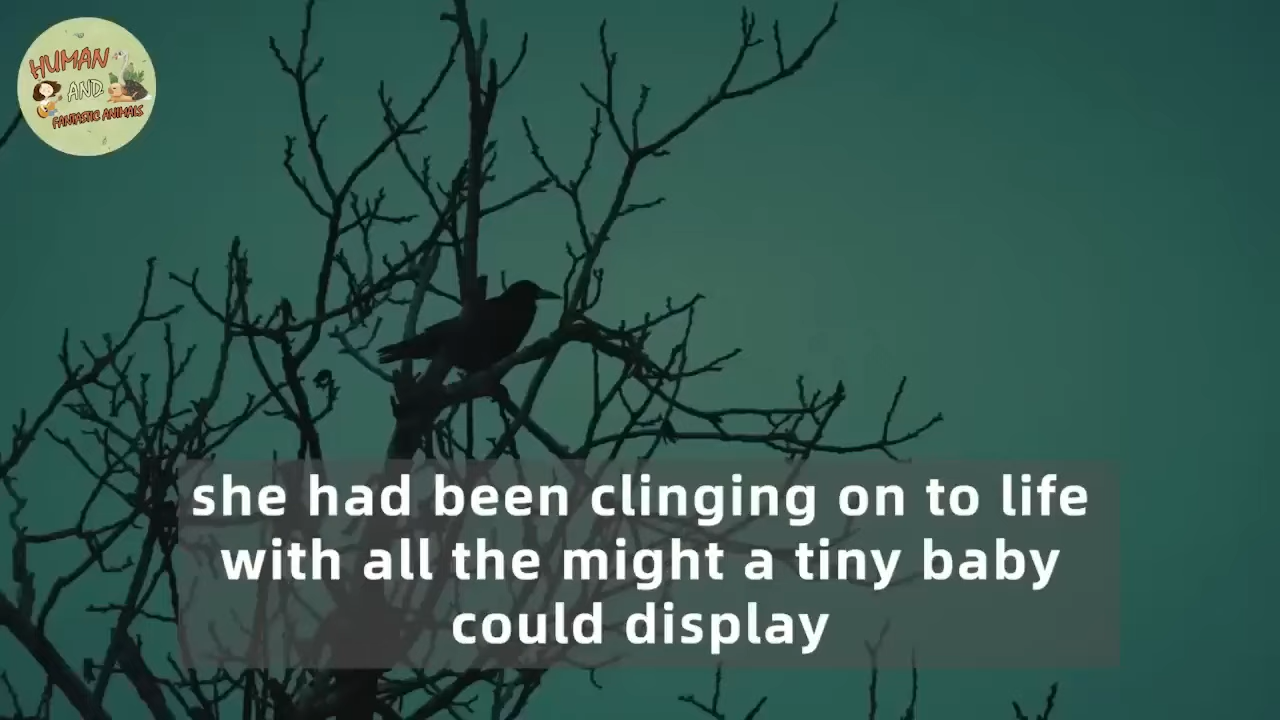 HUMAN
AND
FANTASTIC ANIMALS
she had been clinging on to life
with all the might a tiny baby
could display